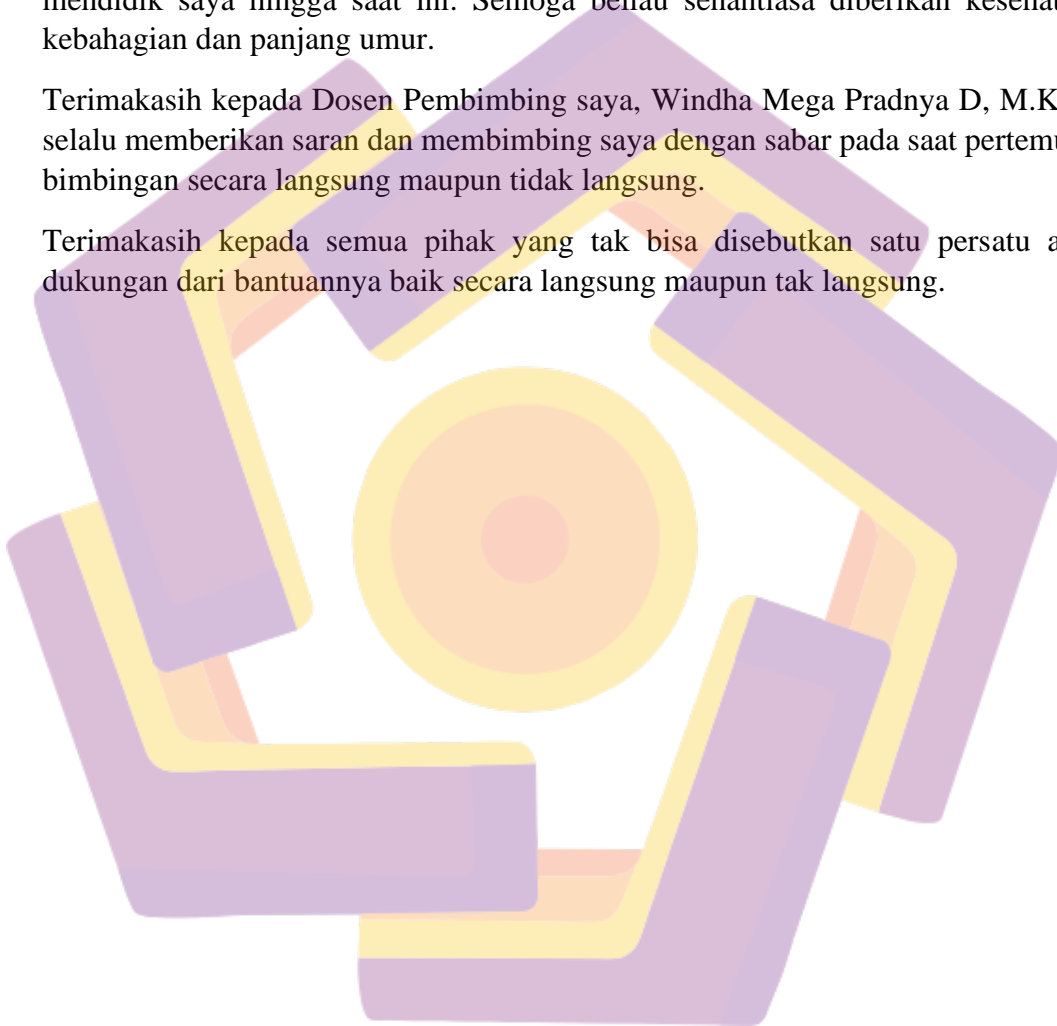 mendidik saya hingga saat ini. Semoga beliau senantiasa diberikan
kebahagian dan panjang umur.
Terimakasih kepada Dosen Pembimbing saya, Windha Mega Pradnya D, M.K
selalu memberikan saran dan membimbing saya dengan sabar pada saat
bimbingan secara langsung maupun tidak langsung.
Terimakasih kepada semua pihak yang tak bisa disebutkan satu persatu
dukungan dari bantuannya baik secara langsung maupun tak langsung.